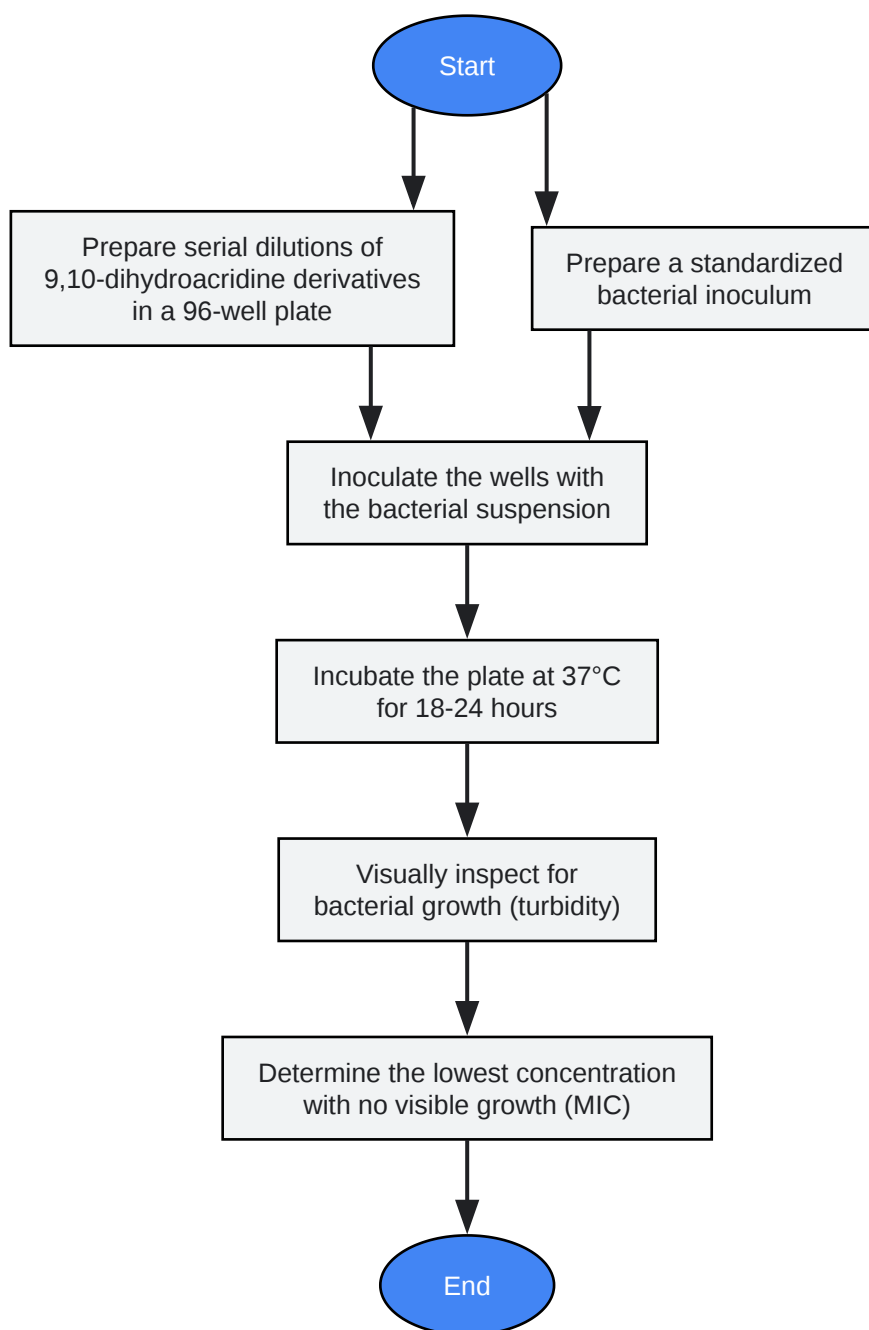 Start
Prepare serial dilutions of
9,10-dihydroacridine derivatives
in a 96-well plate
Prepare a standardized
bacterial inoculum
Inoculate the wells with
the bacterial suspension
Incubate the plate at 37°C
for 18-24 hours
Visually inspect for
bacterial growth (turbidity)
Determine the lowest concentration
with no visible growth (MIC)
End